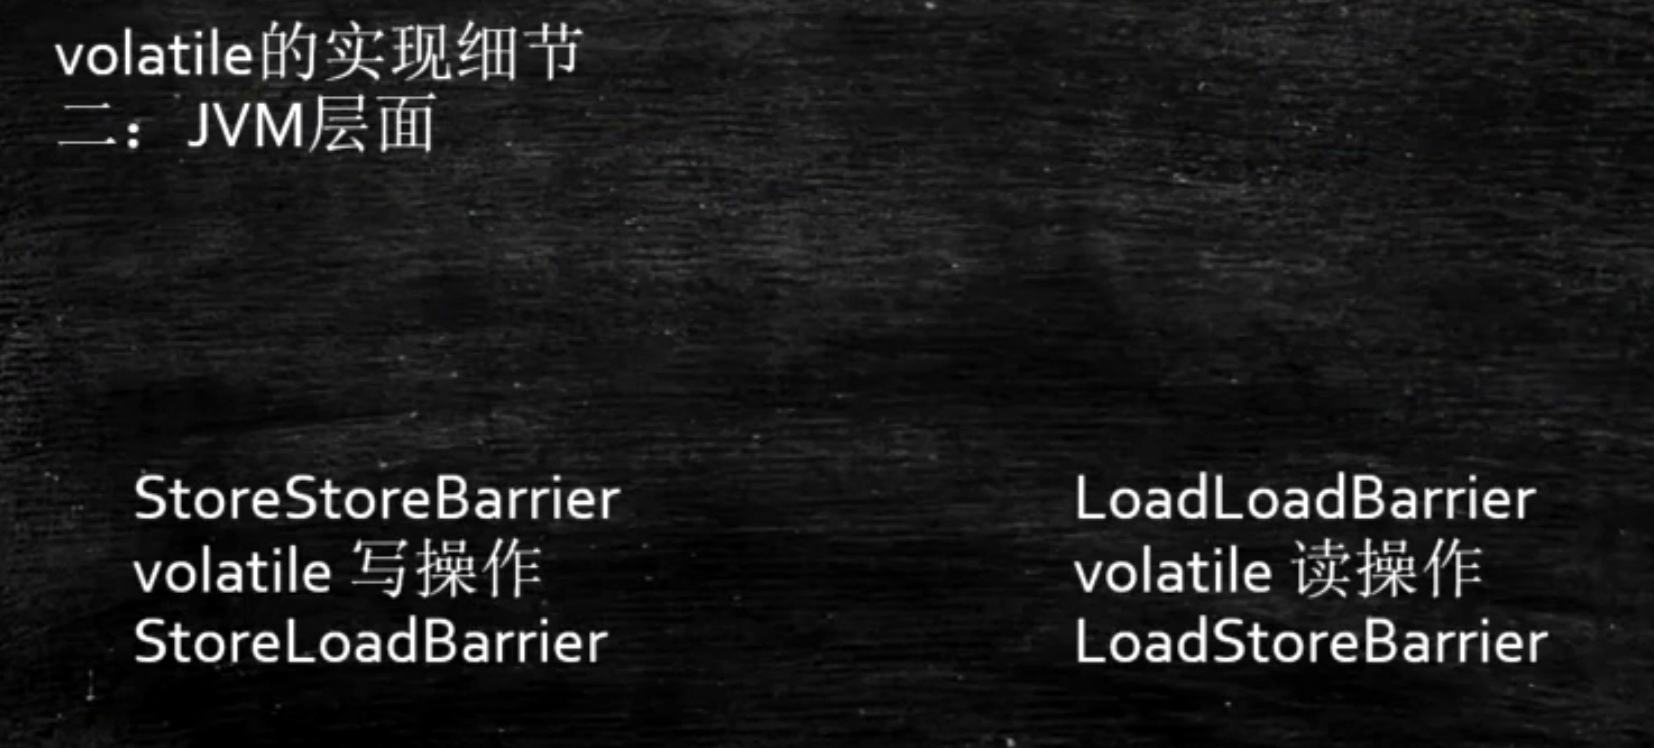 volatile的实现细节
二：JVM层面
StoreStoreBarrier
volatile 写操作
StoreLoadBarrier
LoadLoadBarrier
volatile 读操作
LoadStoreBarrier